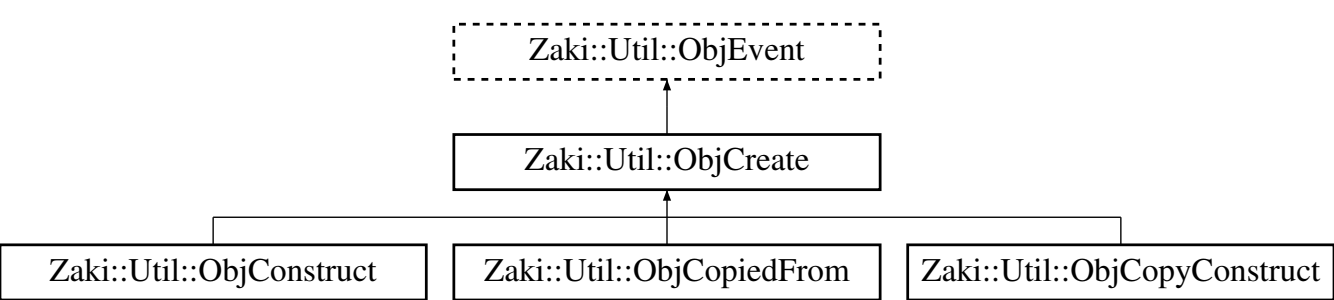 Zaki::Util::ObjEvent
Zaki::Util::ObjCreate
Zaki::Util::ObjConstruct
Zaki::Util::ObjCopiedFrom
Zaki::Util::ObjCopyConstruct